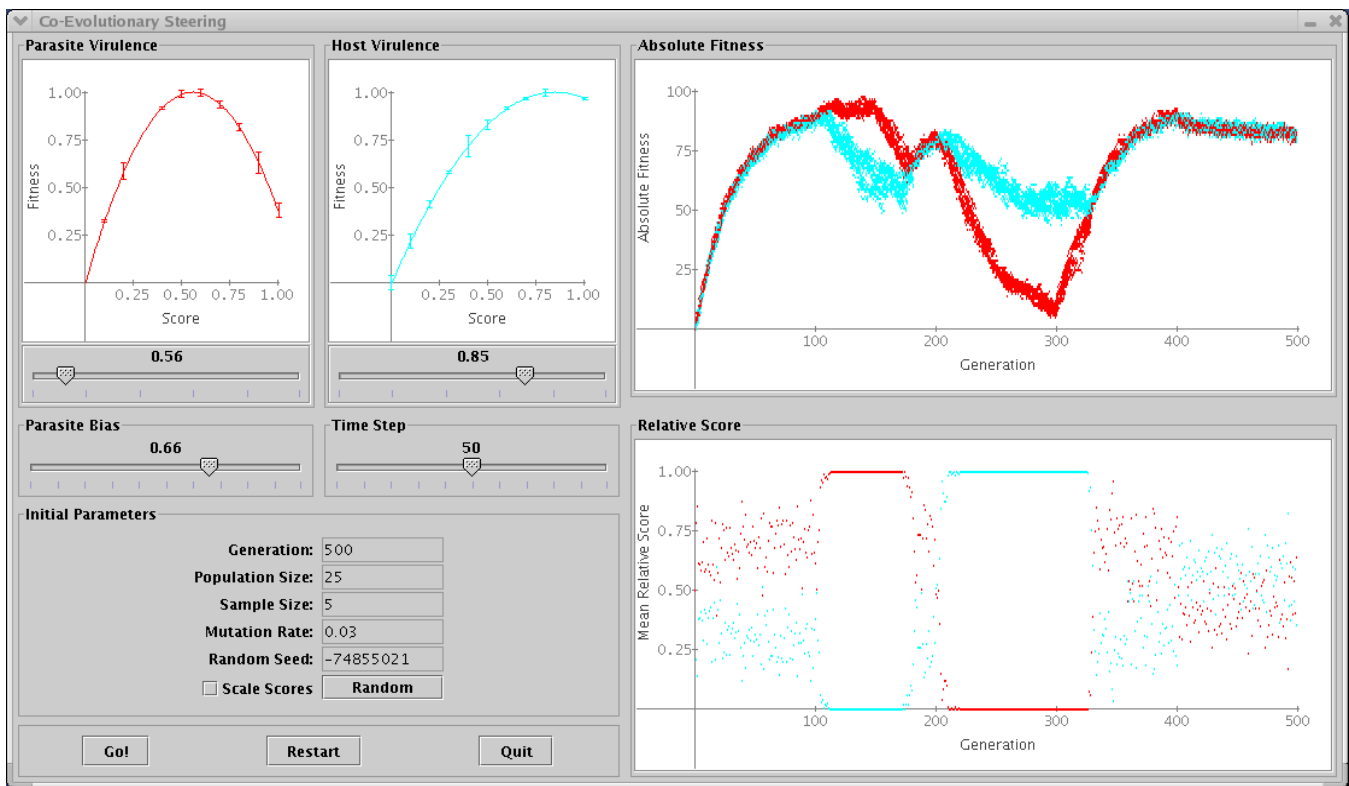 Co-Evolutionary Steering
Parasite Virulence
1.00
0.75
0.50
0.25
Fitness
0.25 0.50 0.75 1.00
Score
0.56
Host Virulence
1.00
0.75
0.50
0.25
Fitness
0.25 0.50 0.75 1.00
Score
0.85
Absolute Fitness
100
75
50
25
Absolute Fitness
100 200 300 400 500
Generation
Parasite Bias
0.66
Time Step
50
Relative Score
1.00
0.75
0.50
0.25
Mean Relative Score
100 200 300 400 500
Generation
Initial Parameters
Generation: 500
Population Size: 25
Sample Size: 5
Mutation Rate: 0.03
Random Seed: -74855021
Scale Scores Random
Go! Restart Quit